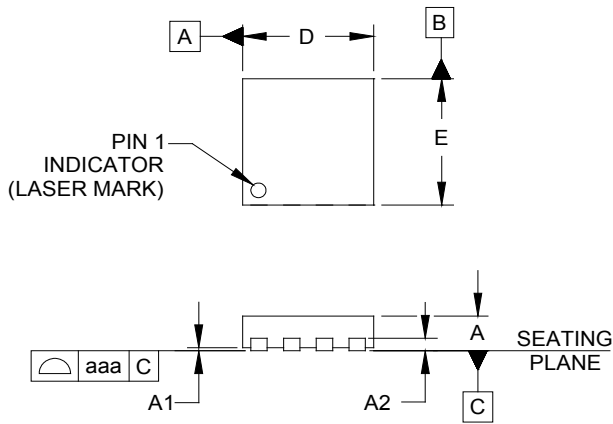 A
D
B
E
PIN 1
INDICATOR
(LASER MARK)
A
SEATING
PLANE
aaa C
A1
A2
C